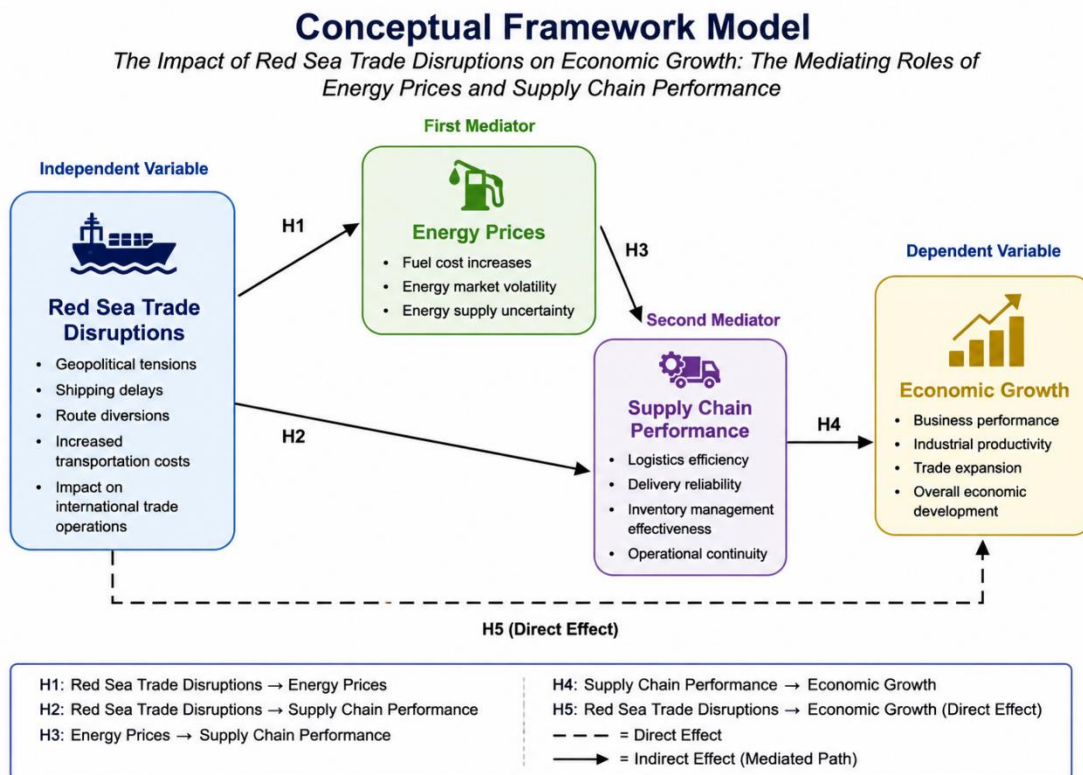 Conceptual Framework Model
The Impact of Red Sea Trade Disruptions on Economic Growth: The Mediating Roles of
Energy Prices and Supply Chain Performance
First Mediator
Independent Variable
Red Sea Trade
Disruptions
• Geopolitical tensions
• Shipping delays
• Route diversions
• Increased
transportation costs
• Impact on
international trade
operations
H1
Energy Prices
• Fuel cost increases
• Energy market volatility
• Energy supply uncertainty
H3
H2
Second Mediator
Supply Chain
Performance
• Logistics efficiency
• Delivery reliability
• Inventory management
effectiveness
• Operational continuity
H4
Dependent Variable
Economic Growth
• Business performance
• Industrial productivity
• Trade expansion
• Overall economic
development
H5 (Direct Effect)
H1: Red Sea Trade Disruptions → Energy Prices
H2: Red Sea Trade Disruptions → Supply Chain Performance
H3: Energy Prices → Supply Chain Performance
H4: Supply Chain Performance → Economic Growth
H5: Red Sea Trade Disruptions → Economic Growth (Direct Effect)
= Direct Effect
= Indirect Effect (Mediated Path)